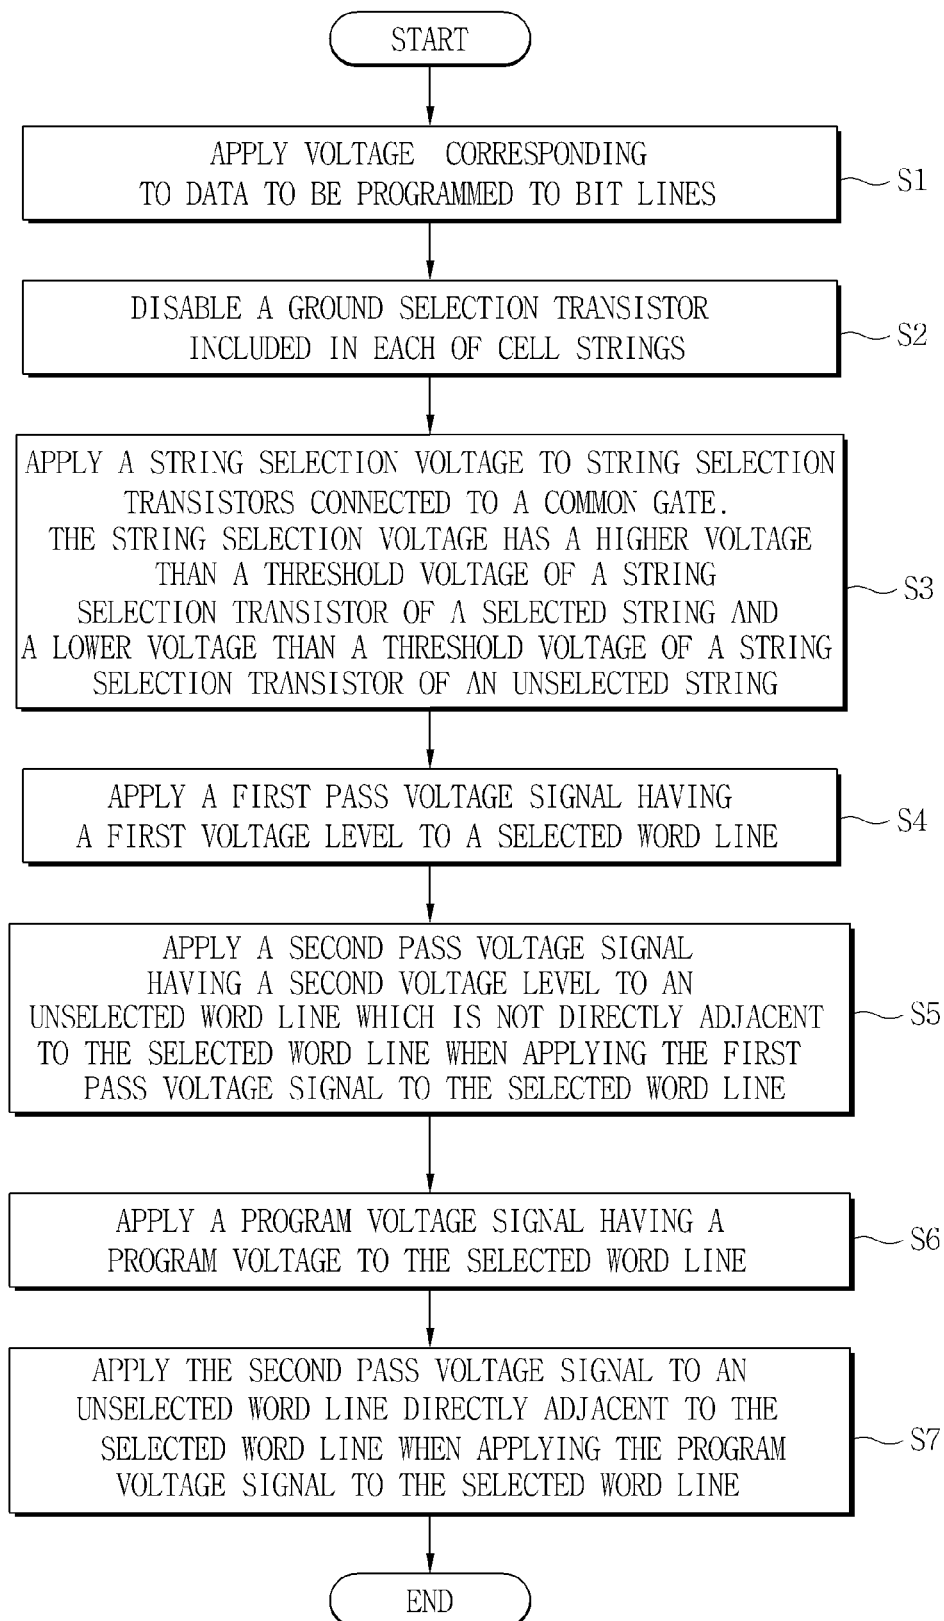 START
APPLY VOLTAGE CORRESPONDING
TO DATA TO BE PROGRAMMED TO BIT LINES
S1
DISABLE A GROUND SELECTION TRANSISTOR
INCLUDED IN EACH OF CELL STRINGS
S2
APPLY A STRING SELECTION VOLTAGE TO STRING SELECTION
TRANSISTORS CONNECTED TO A COMMON GATE.
THE STRING SELECTION VOLTAGE HAS A HIGHER VOLTAGE
THAN A THRESHOLD VOLTAGE OF A STRING
SELECTION TRANSISTOR OF A SELECTED STRING AND
A LOWER VOLTAGE THAN A THRESHOLD VOLTAGE OF A STRING
SELECTION TRANSISTOR OF AN UNSELECTED STRING
S3
APPLY A FIRST PASS VOLTAGE SIGNAL HAVING
A FIRST VOLTAGE LEVEL TO A SELECTED WORD LINE
S4
APPLY A SECOND PASS VOLTAGE SIGNAL
HAVING A SECOND VOLTAGE LEVEL TO AN
UNSELECTED WORD LINE WHICH IS NOT DIRECTLY ADJACENT
TO THE SELECTED WORD LINE WHEN APPLYING THE FIRST
PASS VOLTAGE SIGNAL TO THE SELECTED WORD LINE
S5
APPLY A PROGRAM VOLTAGE SIGNAL HAVING A
PROGRAM VOLTAGE TO THE SELECTED WORD LINE
S6
APPLY THE SECOND PASS VOLTAGE SIGNAL TO AN
UNSELECTED WORD LINE DIRECTLY ADJACENT TO THE
SELECTED WORD LINE WHEN APPLYING THE PROGRAM
VOLTAGE SIGNAL TO THE SELECTED WORD LINE
S7
END